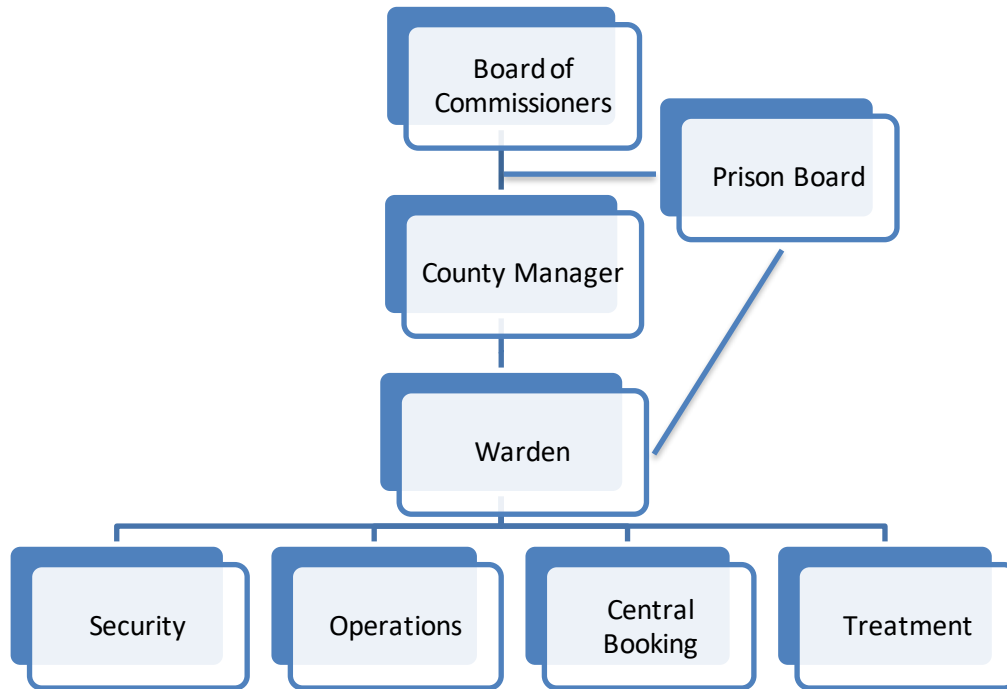 Board of
Commissioners
Prison Board
County Manager
Warden
Security
Operations
Central
Booking
Treatment